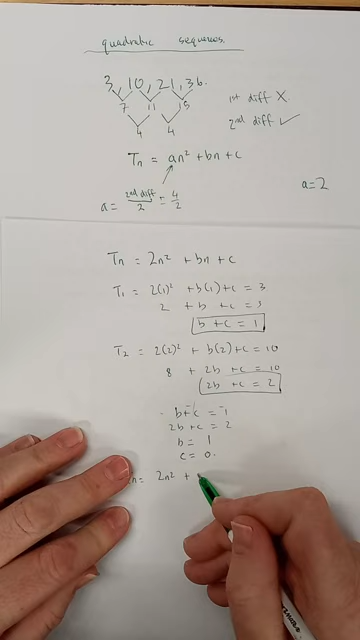 quadratic sequences.
3, 10, 21, 36.
7 11 15
4 4
1st diff ✗
2nd diff ✓
Tn = an² + bn + c
a = 2nd diff/2 = 4/2
a = 2
Tn = 2n² + bn + c
T1 = 2(1)² + b(1) + c = 3
2 + b + c = 3
b + c = 1
T2 = 2(2)² + b(2) + c = 10
8 + 2b + c = 10
2b + c = 2
-b + -c = -1
2b + c = 2
b = 1
c = 0.
n = 2n² +